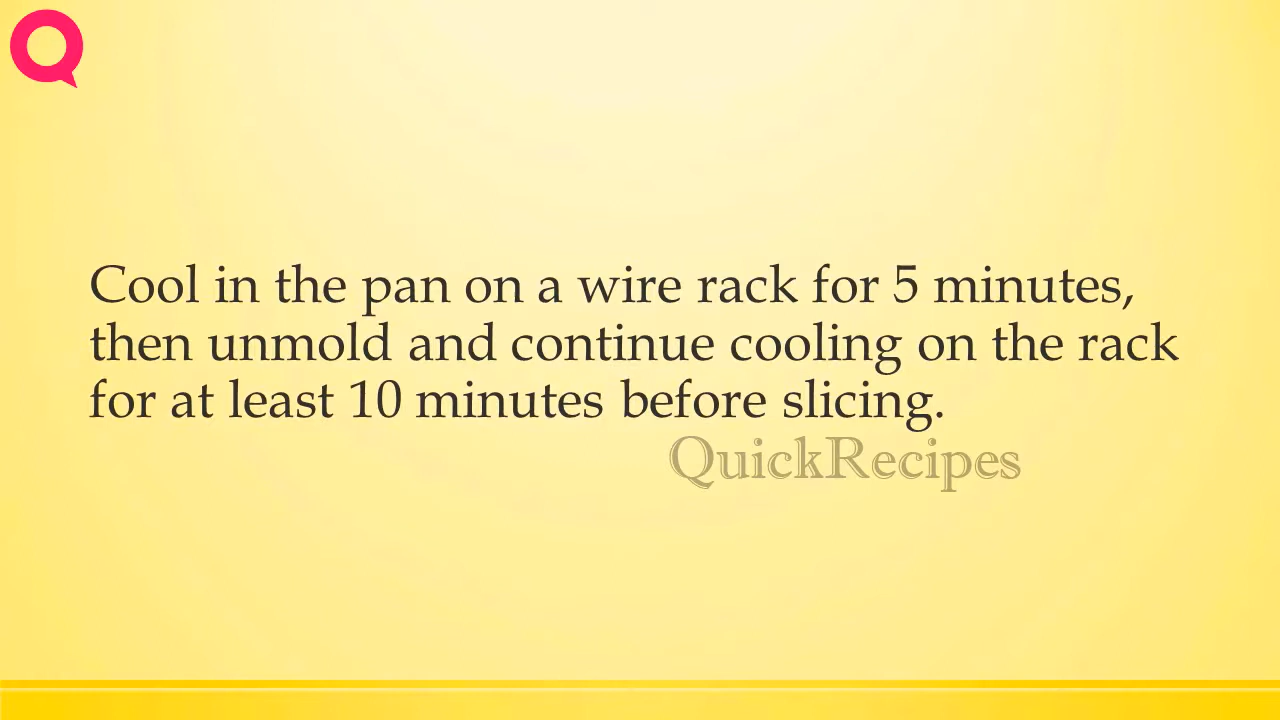 Cool in the pan on a wire rack for 5 minutes,
then unmold and continue cooling on the rack
for at least 10 minutes before slicing.
QuickRecipes